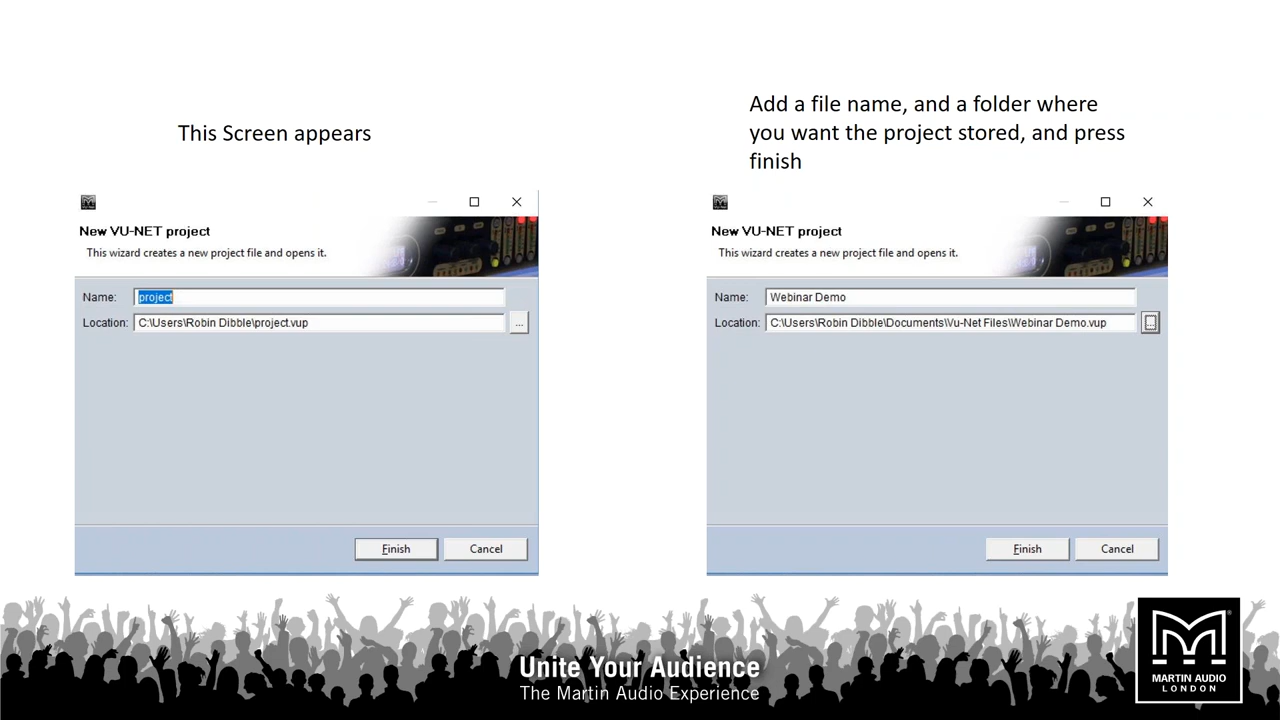 This Screen appears
Add a file name, and a folder where
you want the project stored, and press
finish
New VU-NET project
This wizard creates a new project file and opens it.
Name: project
Location: C:\Users\Robin Dibble\project.vup ...
Finish Cancel
New VU-NET project
This wizard creates a new project file and opens it.
Name: Webinar Demo
Location: C:\Users\Robin Dibble\Documents\Vu-Net Files\Webinar Demo.vup ...
Finish Cancel
Unite Your Audience
The Martin Audio Experience
MARTIN AUDIO
LONDON